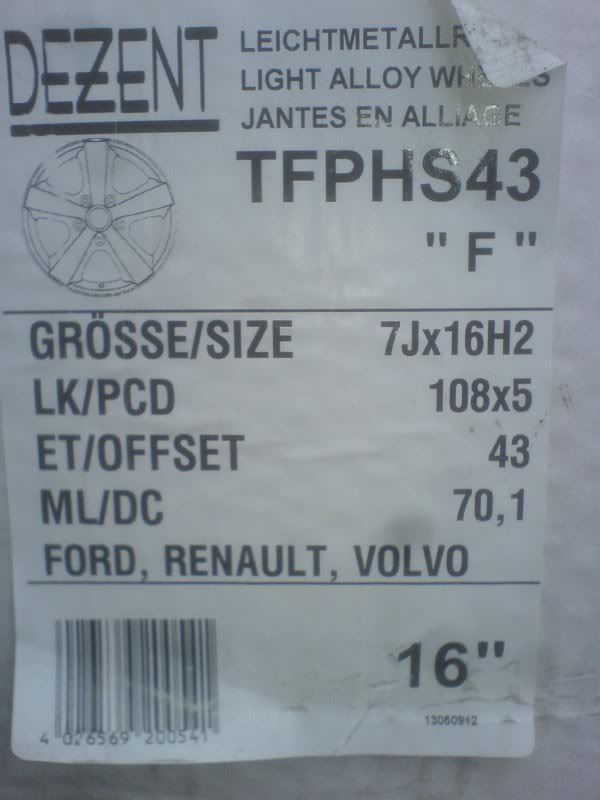 DEZENT
LEICHTMETALLR
LIGHT ALLOY WHEELS
JANTES EN ALLIAGE
TFPHS43
" F "
GRÖSSE/SIZE 7Jx16H2
LK/PCD 108x5
ET/OFFSET 43
ML/DC 70,1
FORD, RENAULT, VOLVO
16"
13060912
4 026569 200541